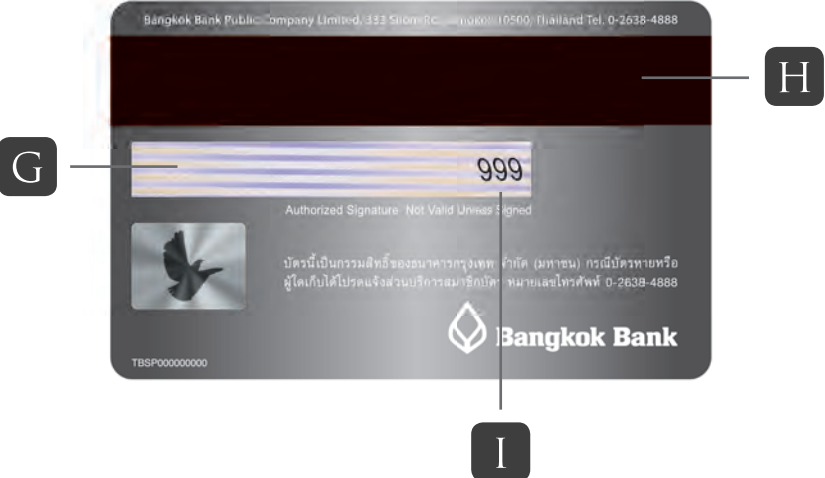 Bangkok Bank Public Company Limited, 333 Silom Rd., Bangkok 10500, Thailand Tel. 0-2638-4888
H
G
999
Authorized Signature Not Valid Unless Signed
บัตรนี้เป็นกรรมสิทธิ์ของธนาคารกรุงเทพ จำกัด (มหาชน) กรณีบัตรหายหรือ
ผู้ใดเก็บได้โปรดแจ้งส่วนบริการสมาชิกบัตร หมายเลขโทรศัพท์ 0-2638-4888
Bangkok Bank
TBSP000000000
I